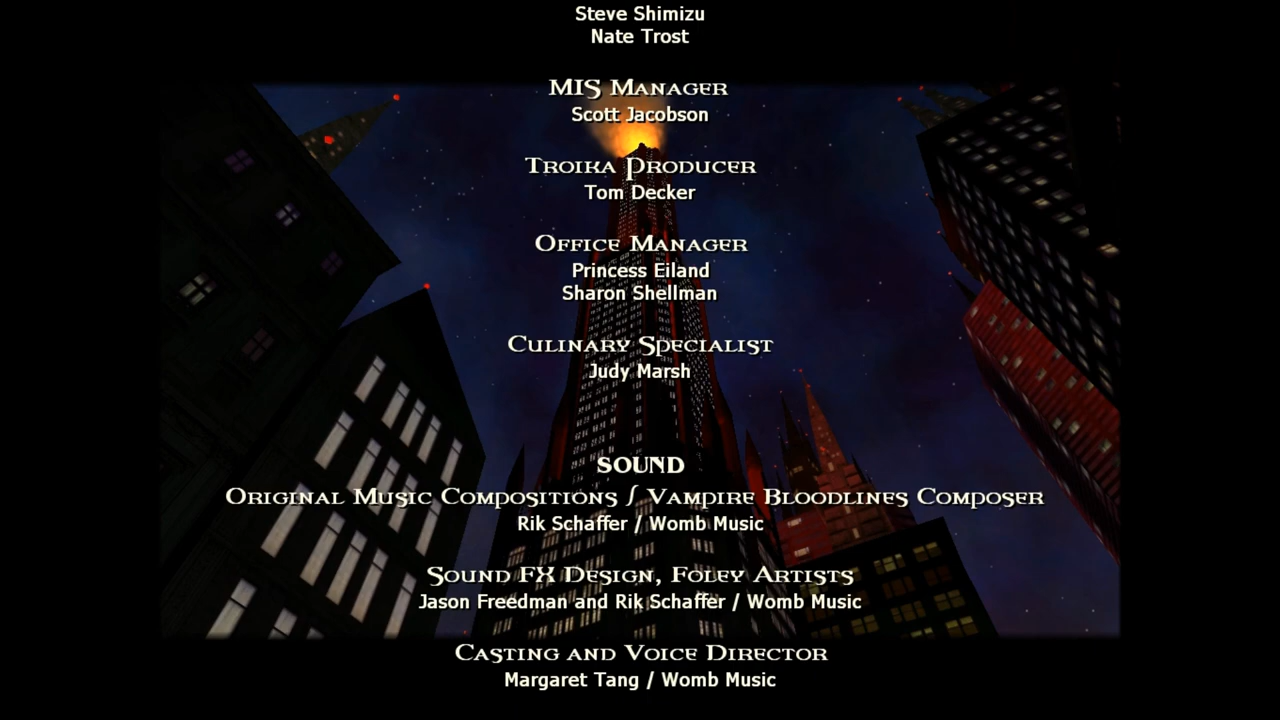 Steve Shimizu
Nate Trost
MIS Manager
Scott Jacobson
Troika Producer
Tom Decker
Office Manager
Princess Eiland
Sharon Shellman
Culinary Specialist
Judy Marsh
SOUND
Original Music Compositions / Vampire Bloodlines Composer
Rik Schaffer / Womb Music
Sound FX Design, Foley Artists
Jason Freedman and Rik Schaffer / Womb Music
Casting and Voice Director
Margaret Tang / Womb Music